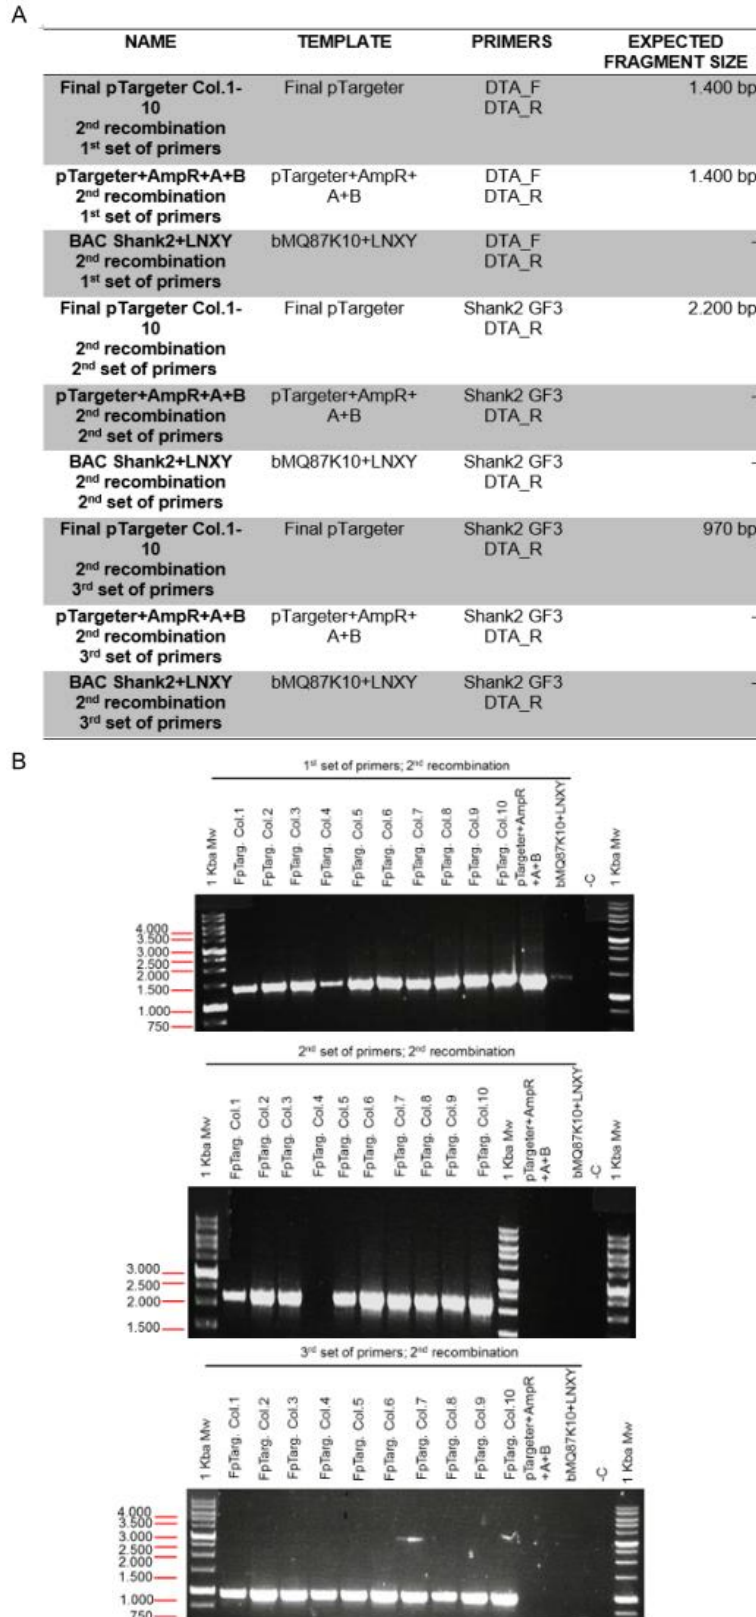 A
NAME TEMPLATE PRIMERS EXPECTED
FRAGMENT SIZE
Final pTargeter Col.1- Final pTargeter DTA_F 1.400 bp
10 DTA_R
2nd recombination
1st set of primers
pTargeter+AmpR+A+B pTargeter+AmpR+ DTA_F 1.400 bp
2nd recombination A+B DTA_R
1st set of primers
BAC Shank2+LNXY bMQ87K10+LNXY DTA_F -
2nd recombination DTA_R
1st set of primers
Final pTargeter Col.1- Final pTargeter Shank2 GF3 2.200 bp
10 DTA_R
2nd recombination
2nd set of primers
pTargeter+AmpR+A+B pTargeter+AmpR+ Shank2 GF3 -
2nd recombination A+B DTA_R
2nd set of primers
BAC Shank2+LNXY bMQ87K10+LNXY Shank2 GF3 -
2nd recombination DTA_R
2nd set of primers
Final pTargeter Col.1- Final pTargeter Shank2 GF3 970 bp
10 DTA_R
2nd recombination
3rd set of primers
pTargeter+AmpR+A+B pTargeter+AmpR+ Shank2 GF3 -
2nd recombination A+B DTA_R
3rd set of primers
BAC Shank2+LNXY bMQ87K10+LNXY Shank2 GF3 -
2nd recombination DTA_R
3rd set of primers
B
1st set of primers; 2nd recombination
1 Kba Mw
FpTarg. Col.1
FpTarg. Col.2
FpTarg. Col.3
FpTarg. Col.4
FpTarg. Col.5
FpTarg. Col.6
FpTarg. Col.7
FpTarg. Col.8
FpTarg. Col.9
FpTarg. Col.10
pTargeter+AmpR
+A+B
bMQ87K10+LNXY
-C
1 Kba Mw
4.000
3.500
3.000
2.500
2.000
1.500
1.000
750
2nd set of primers; 2nd recombination
1 Kba Mw
FpTarg. Col.1
FpTarg. Col.2
FpTarg. Col.3
FpTarg. Col.4
FpTarg. Col.5
FpTarg. Col.6
FpTarg. Col.7
FpTarg. Col.8
FpTarg. Col.9
FpTarg. Col.10
1 Kba Mw
pTargeter+AmpR
+A+B
bMQ87K10+LNXY
-C
1 Kba Mw
3.000
2.500
2.000
1.500
3rd set of primers; 2nd recombination
1 Kba Mw
FpTarg. Col.1
FpTarg. Col.2
FpTarg. Col.3
FpTarg. Col.4
FpTarg. Col.5
FpTarg. Col.6
FpTarg. Col.7
FpTarg. Col.8
FpTarg. Col.9
FpTarg. Col.10
pTargeter+AmpR
+A+B
bMQ87K10+LNXY
-C
1 Kba Mw
4.000
3.500
3.000
2.500
2.000
1.500
1.000
750